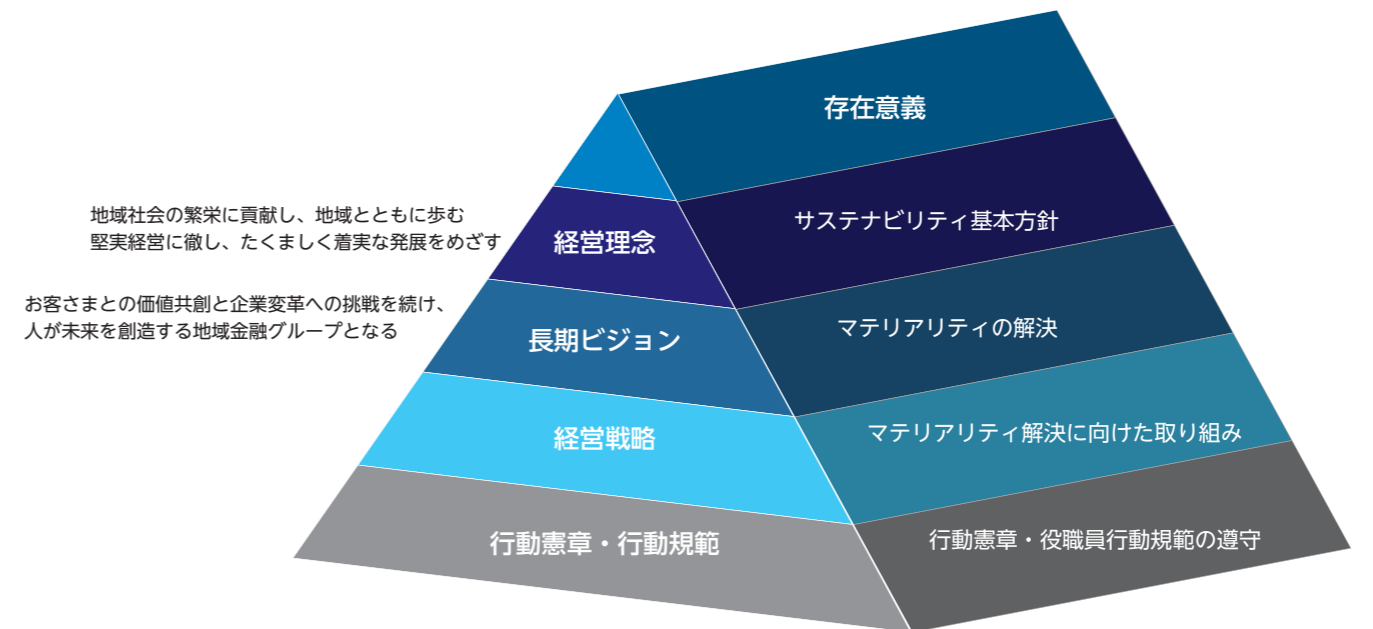 存在意義
地域社会の繁栄に貢献し、地域とともに歩む
堅実経営に徹し、たくましく着実な発展をめざす
経営理念
サステナビリティ基本方針
お客さまとの価値共創と企業変革への挑戦を続け、
人が未来を創造する地域金融グループとなる
長期ビジョン
マテリアリティの解決
経営戦略
マテリアリティ解決に向けた取り組み
行動憲章・行動規範
行動憲章・役職員行動規範の遵守